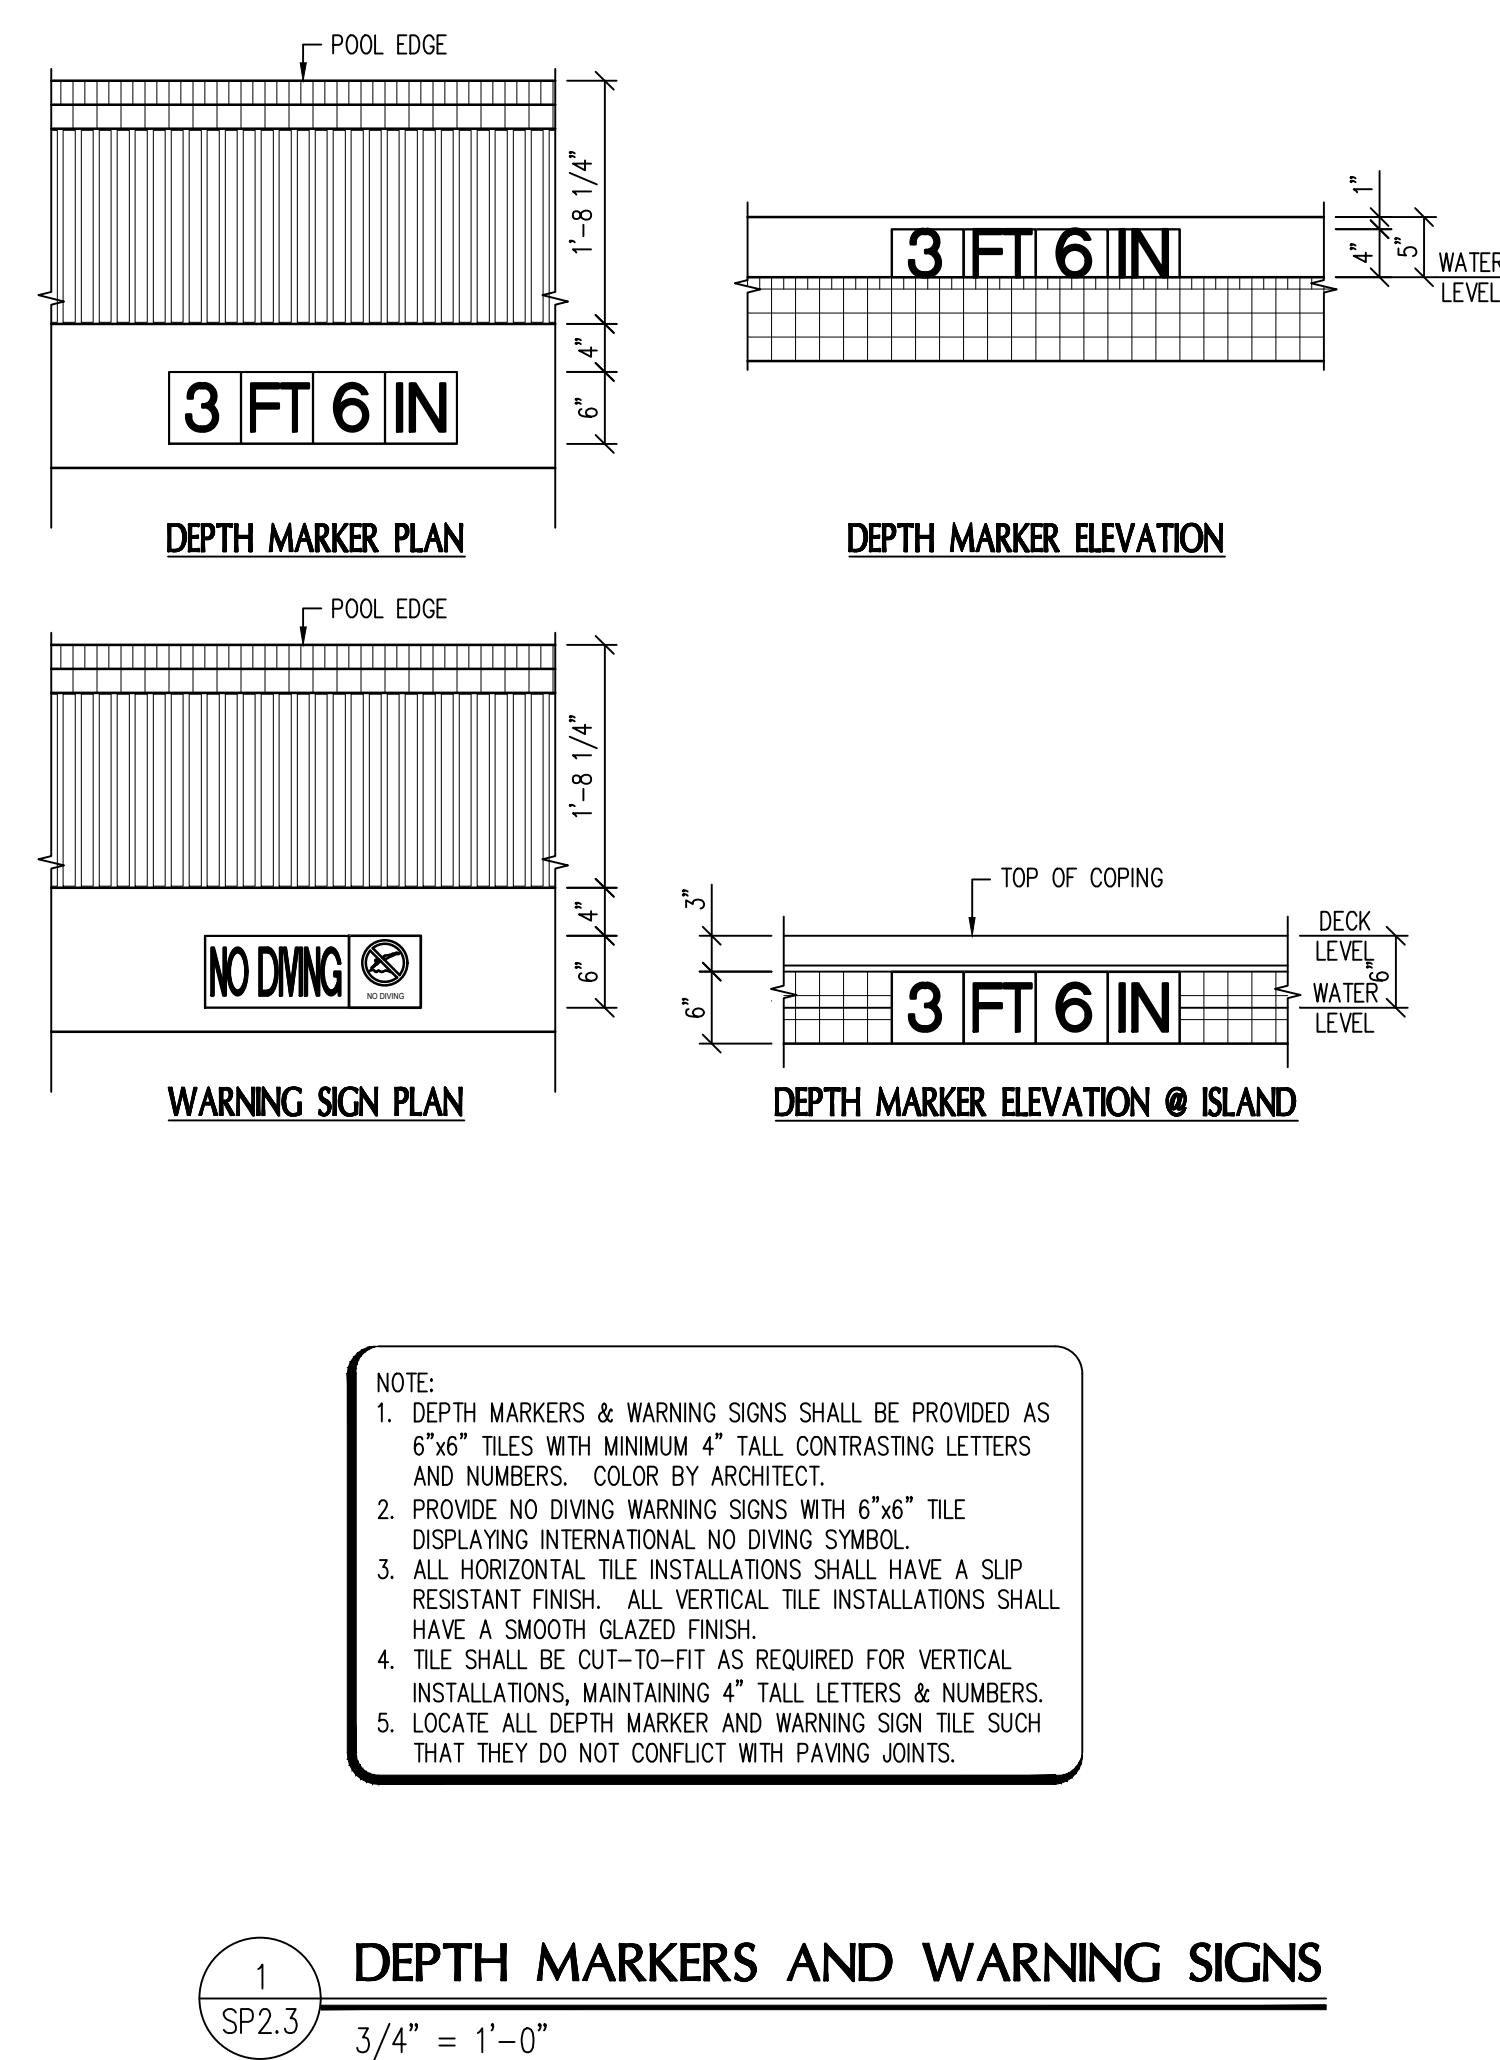 POOL EDGE
1'-8 1/4"
4"
6"
3 FT 6 IN
DEPTH MARKER PLAN
1"
4"
5"
WATER
LEVEL
3 FT 6 IN
DEPTH MARKER ELEVATION
POOL EDGE
1'-8 1/4"
4"
6"
NO DIVING
NO DIVING
WARNING SIGN PLAN
TOP OF COPING
3"
6"
DECK
LEVEL
6"
WATER
LEVEL
3 FT 6 IN
DEPTH MARKER ELEVATION @ ISLAND
NOTE:
1. DEPTH MARKERS & WARNING SIGNS SHALL BE PROVIDED AS
6"x6" TILES WITH MINIMUM 4" TALL CONTRASTING LETTERS
AND NUMBERS. COLOR BY ARCHITECT.
2. PROVIDE NO DIVING WARNING SIGNS WITH 6"x6" TILE
DISPLAYING INTERNATIONAL NO DIVING SYMBOL.
3. ALL HORIZONTAL TILE INSTALLATIONS SHALL HAVE A SLIP
RESISTANT FINISH. ALL VERTICAL TILE INSTALLATIONS SHALL
HAVE A SMOOTH GLAZED FINISH.
4. TILE SHALL BE CUT-TO-FIT AS REQUIRED FOR VERTICAL
INSTALLATIONS, MAINTAINING 4" TALL LETTERS & NUMBERS.
5. LOCATE ALL DEPTH MARKER AND WARNING SIGN TILE SUCH
THAT THEY DO NOT CONFLICT WITH PAVING JOINTS.
1
SP2.3
DEPTH MARKERS AND WARNING SIGNS
3/4" = 1'-0"